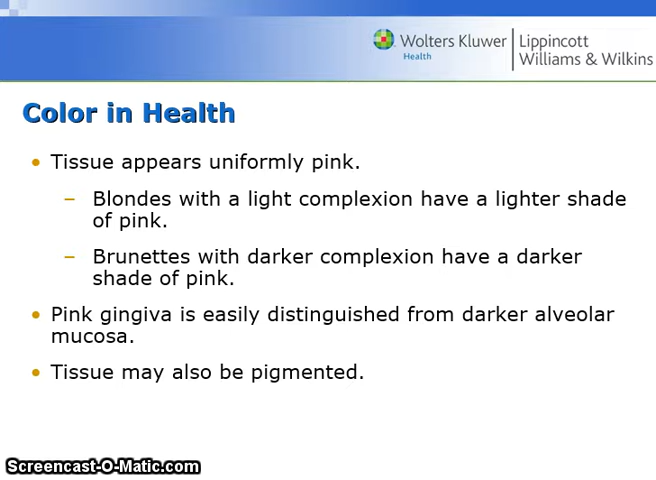 Wolters Kluwer
Health
Lippincott
Williams & Wilkins
Color in Health
• Tissue appears uniformly pink.
– Blondes with a light complexion have a lighter shade
of pink.
– Brunettes with darker complexion have a darker
shade of pink.
• Pink gingiva is easily distinguished from darker alveolar
mucosa.
• Tissue may also be pigmented.
Screencast-O-Matic.com